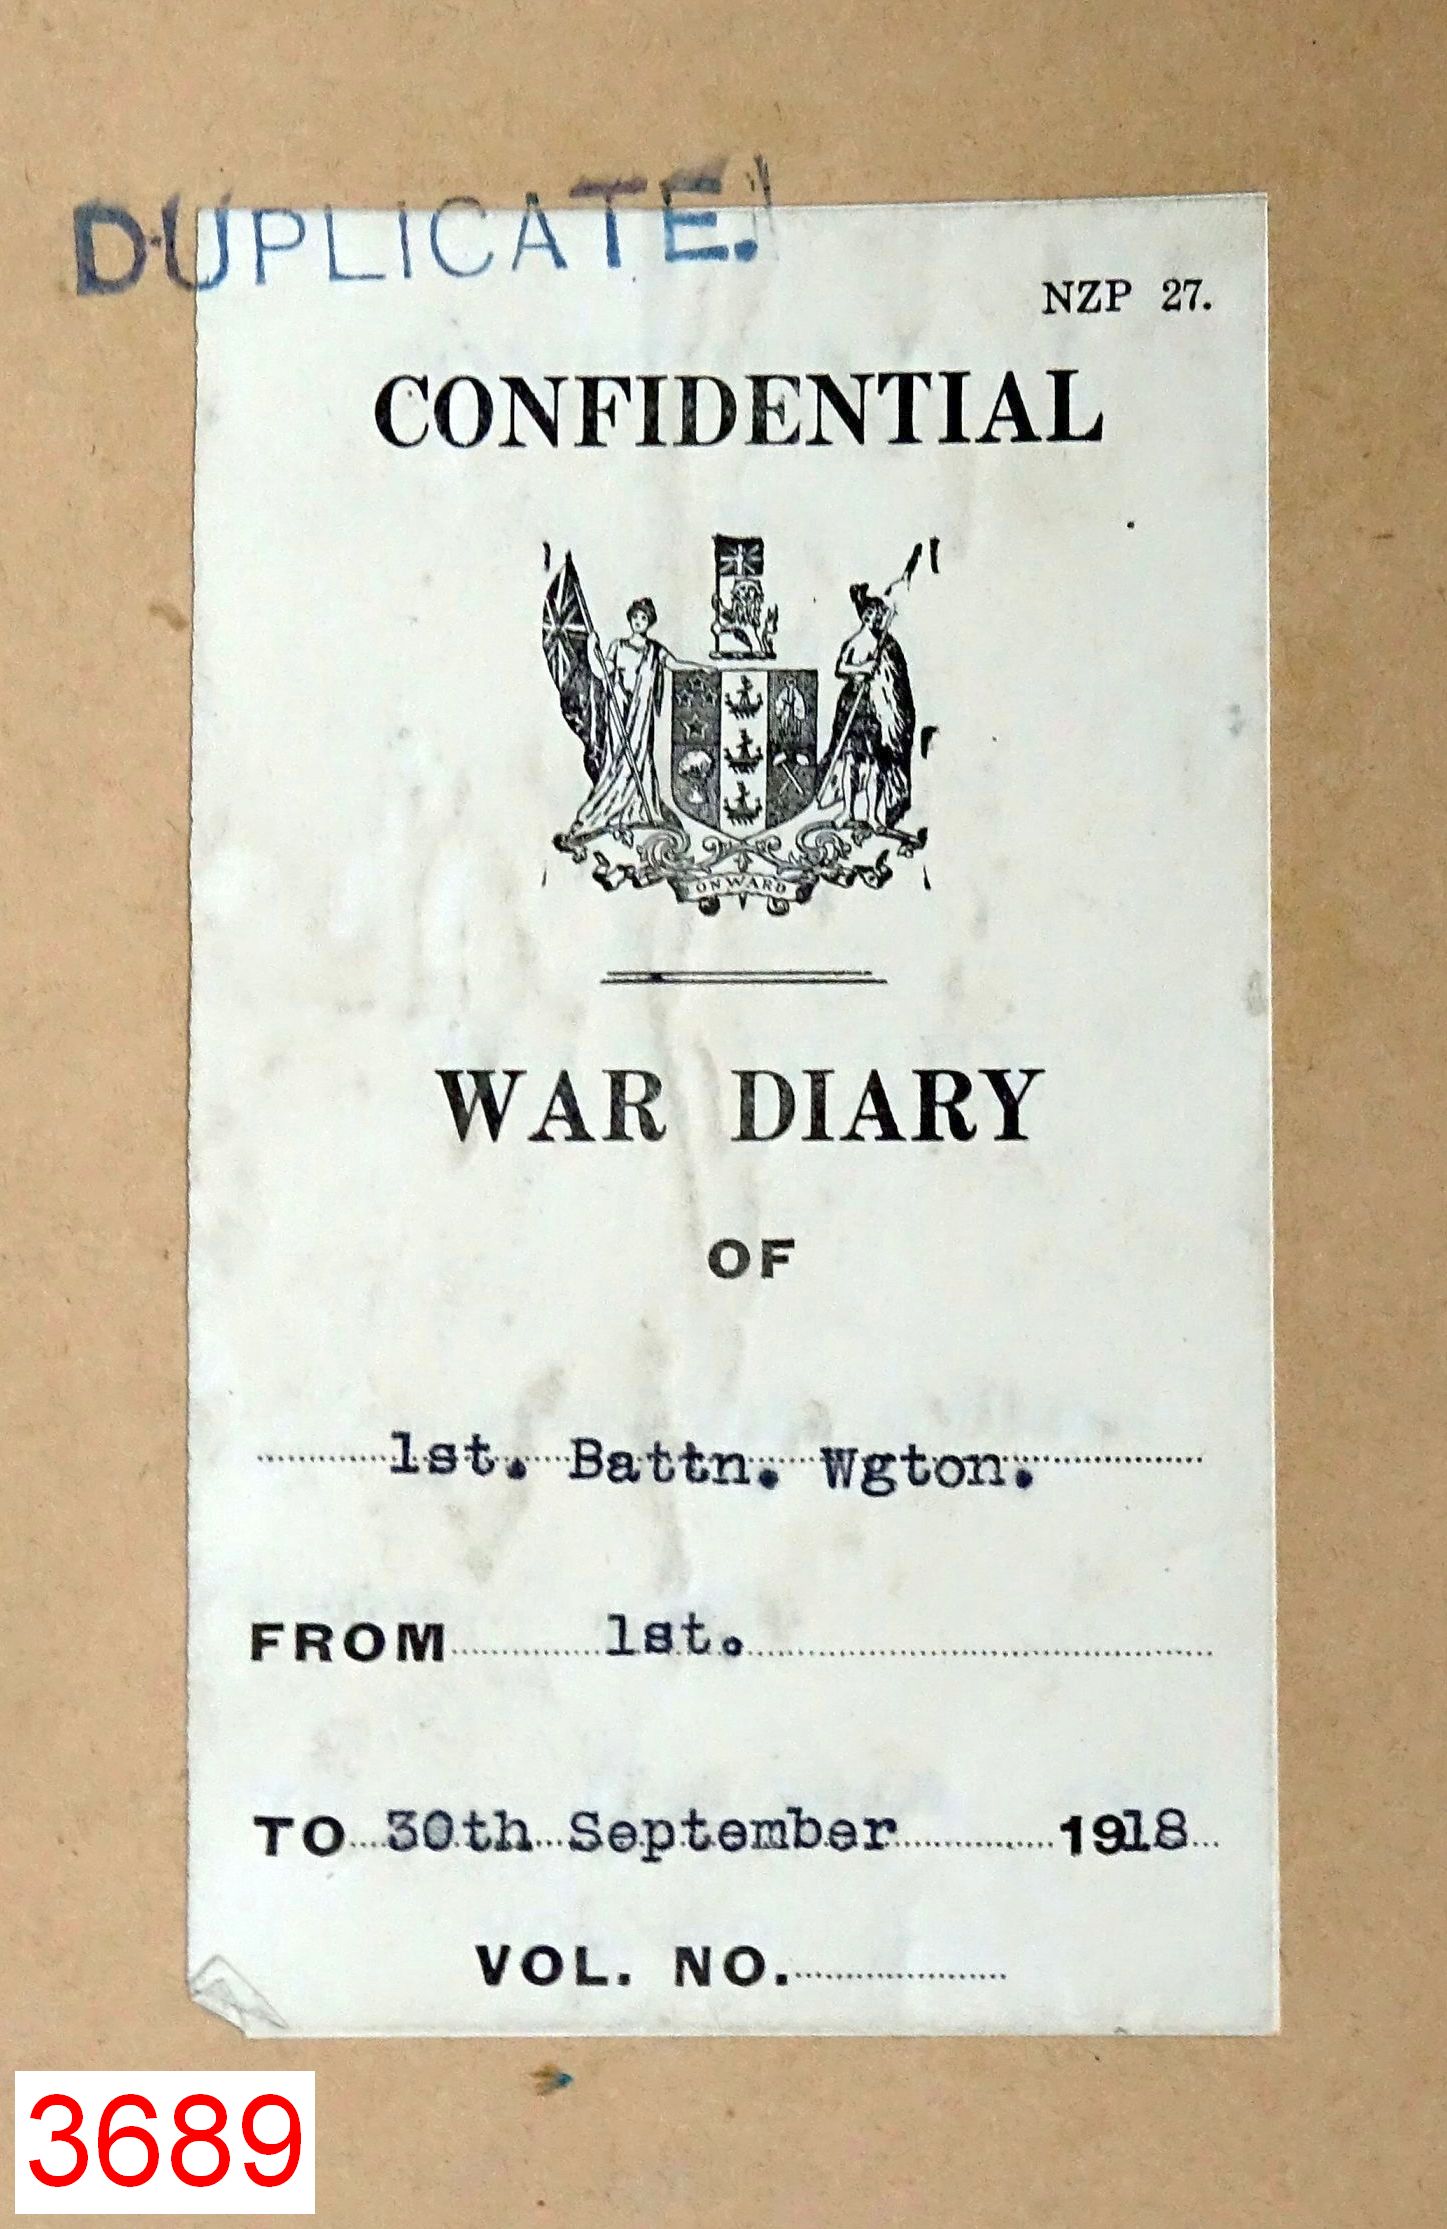 DUPLICATE.
NZP 27.
CONFIDENTIAL
ONWARD
WAR DIARY
OF
1st. Battn. Wgton.
FROM 1st.
TO 30th September 1918
VOL. NO.
3689